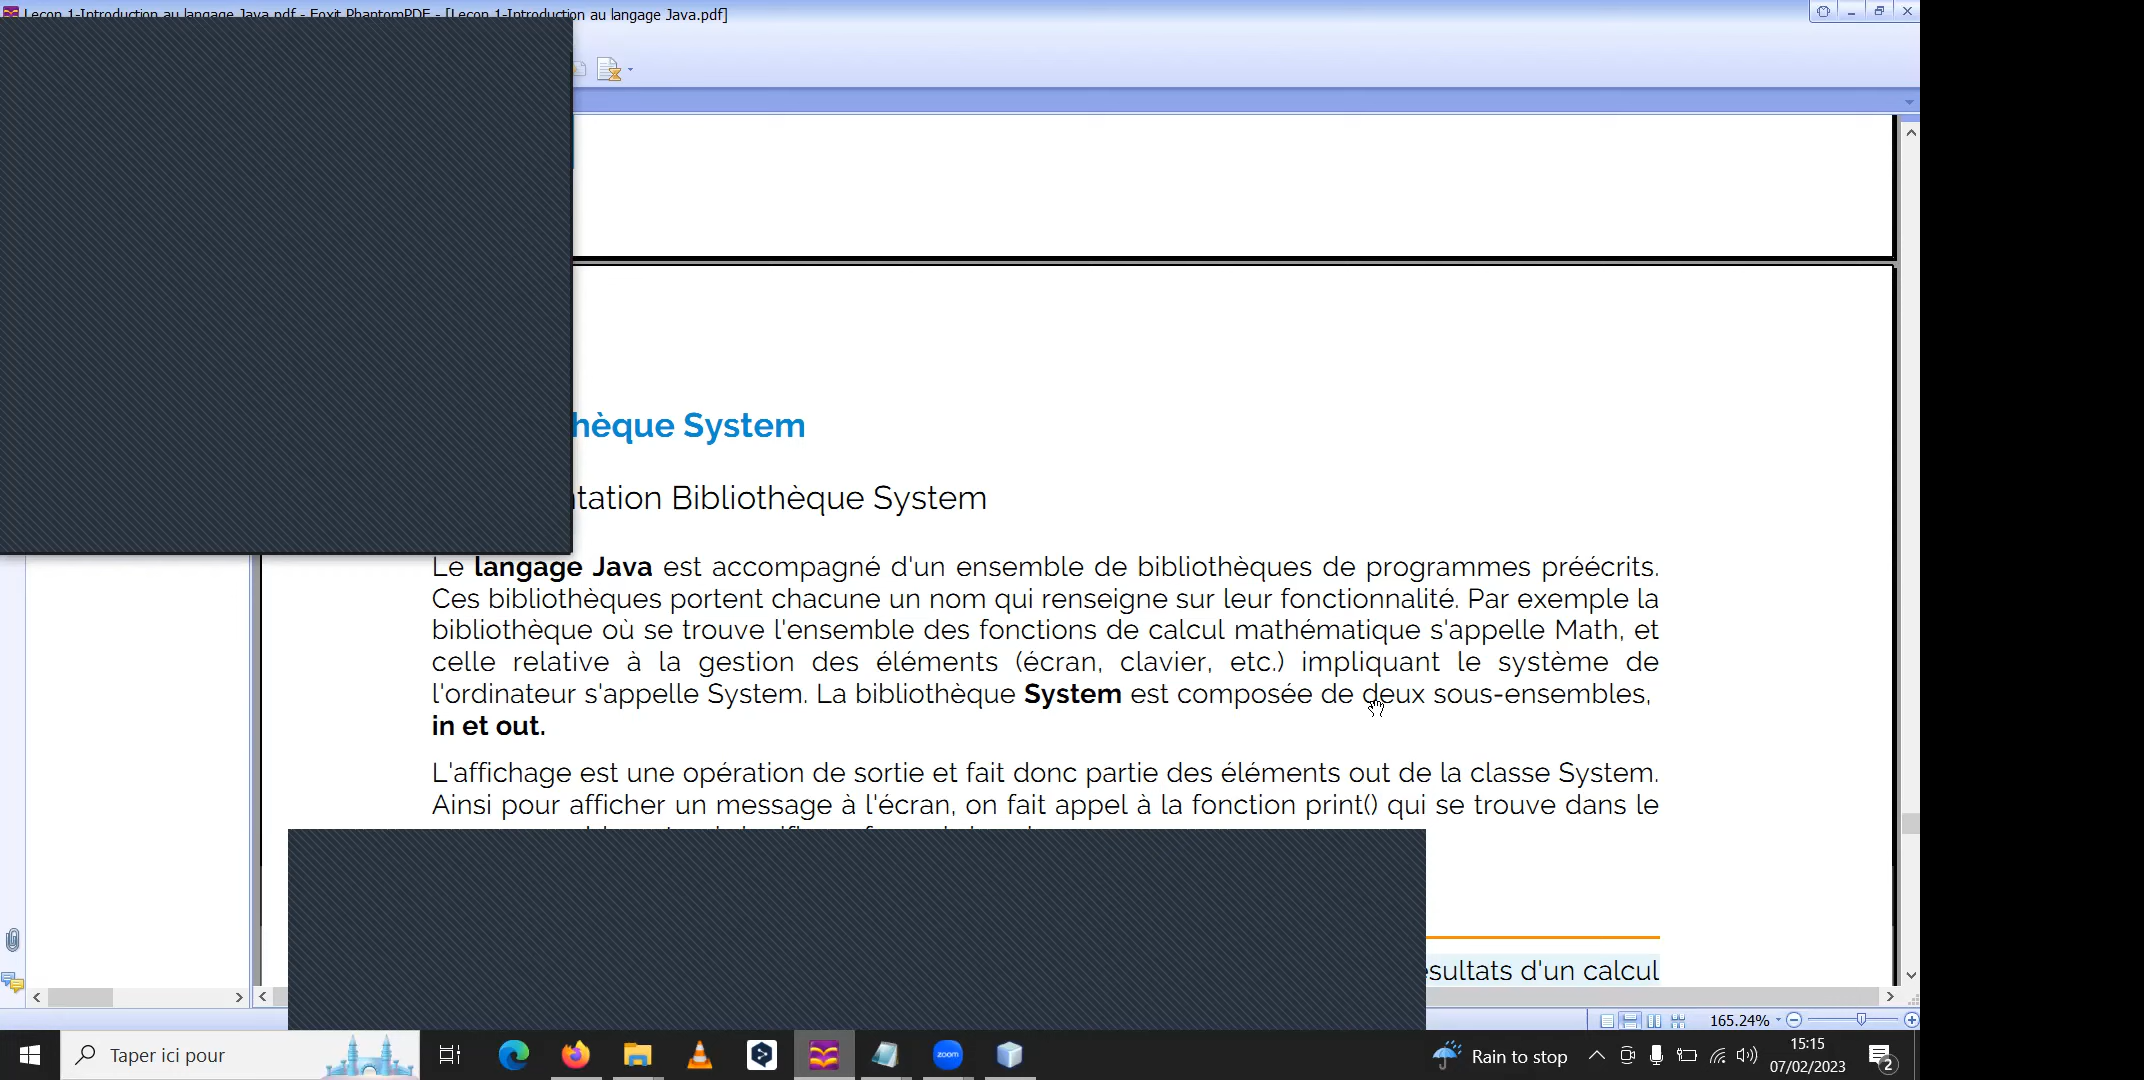 Lecon 1-Introduction au langage Java.pdf - Foxit PhantomPDF - [Lecon 1-Introduction au langage Java.pdf]
hèque System
tation Bibliothèque System
Le langage Java est accompagné d'un ensemble de bibliothèques de programmes préécrits.
Ces bibliothèques portent chacune un nom qui renseigne sur leur fonctionnalité. Par exemple la
bibliothèque où se trouve l'ensemble des fonctions de calcul mathématique s'appelle Math, et
celle relative à la gestion des éléments (écran, clavier, etc.) impliquant le système de
l'ordinateur s'appelle System. La bibliothèque System est composée de deux sous-ensembles,
in et out.
L'affichage est une opération de sortie et fait donc partie des éléments out de la classe System.
Ainsi pour afficher un message à l'écran, on fait appel à la fonction print() qui se trouve dans le
sultats d'un calcul
165.24%
Taper ici pour
zoom
Rain to stop
15:15
07/02/2023
2